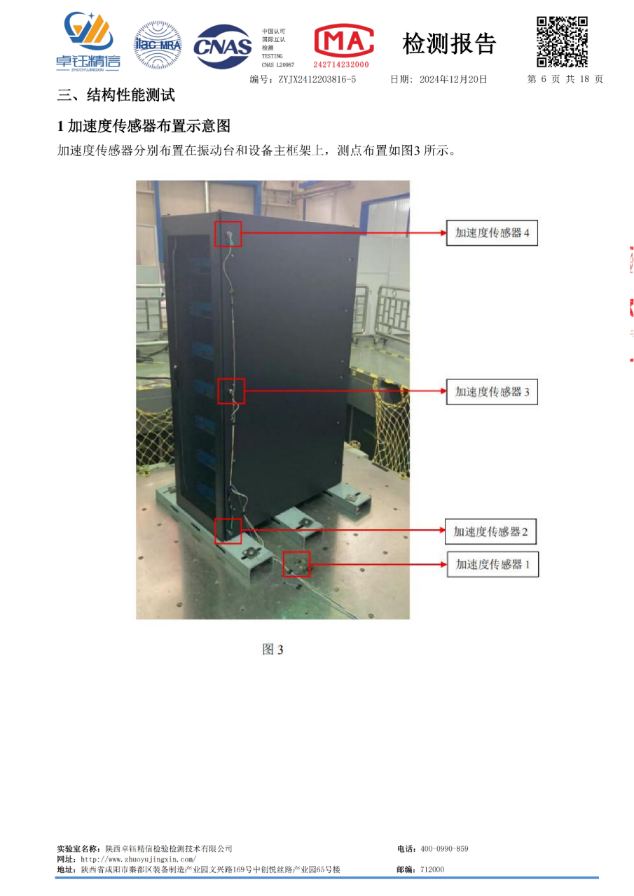 卓钰精信
ZHUOYUJINGXIN
ilac-MRA
CNAS
中国认可
国际互认
检测
TESTING
CNAS L20067
MA
242714232000
检测报告
编号：ZYJX2412203816-5 日期：2024年12月20日 第 6 页 共 18 页
三、结构性能测试
1 加速度传感器布置示意图
加速度传感器分别布置在振动台和设备主框架上，测点布置如图3 所示。
加速度传感器 4
加速度传感器 3
加速度传感器 2
加速度传感器 1
图 3
实验室名称：陕西卓钰精信检验检测技术有限公司 电话：400-0990-859
网址：http://www.zhuoyujingxin.com/
地址：陕西省咸阳市秦都区装备制造产业园文兴路169号中创悦丝路产业园65号楼 邮编：712000